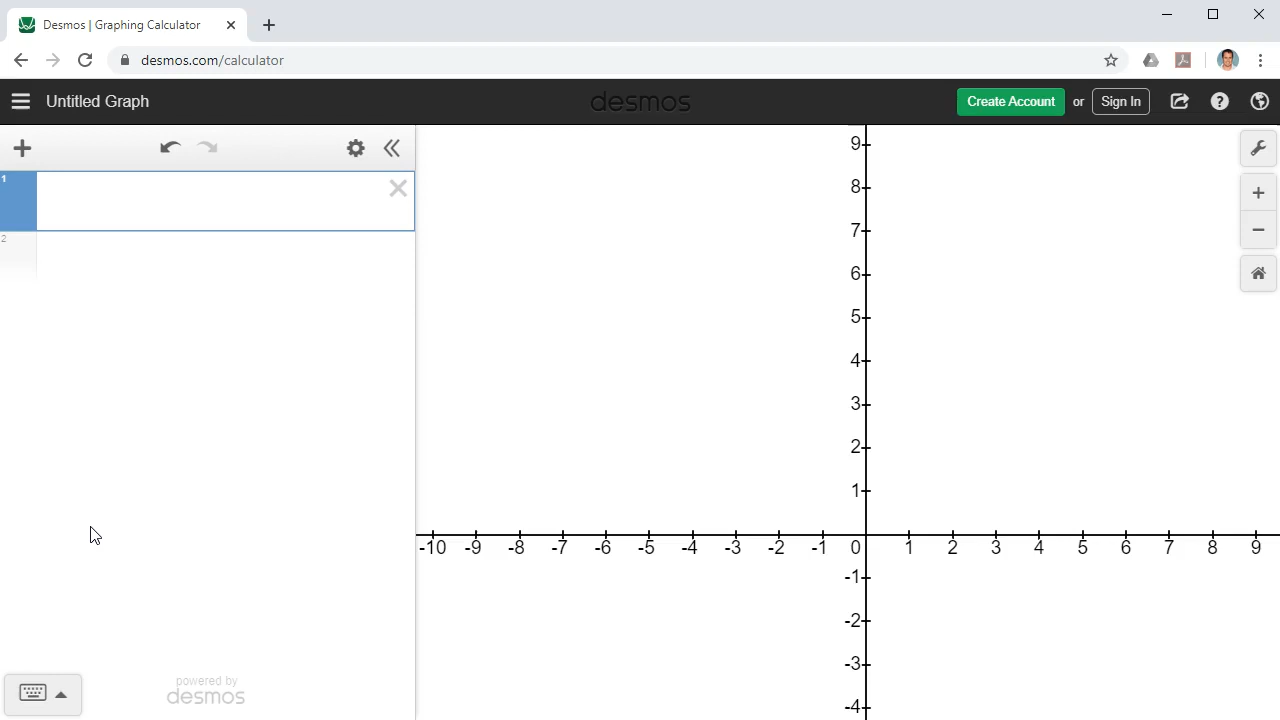 Desmos | Graphing Calculator
desmos.com/calculator
Untitled Graph
desmos
Create Account
or
Sign In
1
2
9
8
7
6
5
4
3
2
1
-10 -9 -8 -7 -6 -5 -4 -3 -2 -1 0 1 2 3 4 5 6 7 8 9
-1
-2
-3
-4
powered by
desmos